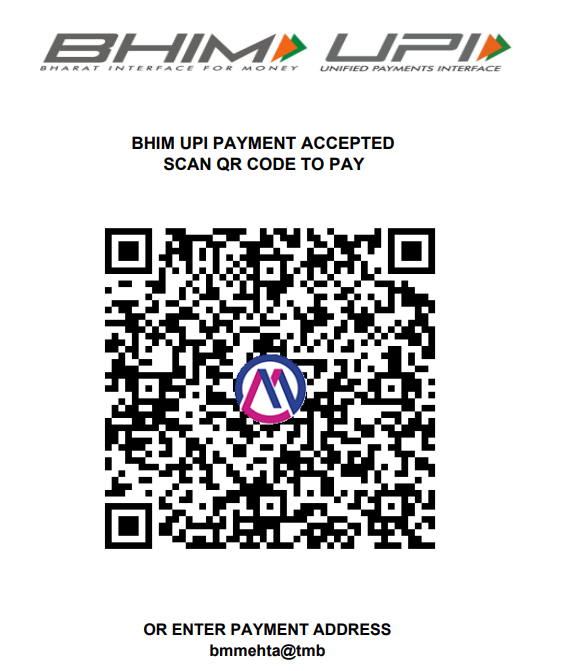 BHIM UPI
BHARAT INTERFACE FOR MONEY UNIFIED PAYMENTS INTERFACE
BHIM UPI PAYMENT ACCEPTED
SCAN QR CODE TO PAY
OR ENTER PAYMENT ADDRESS
bmmehta@tmb